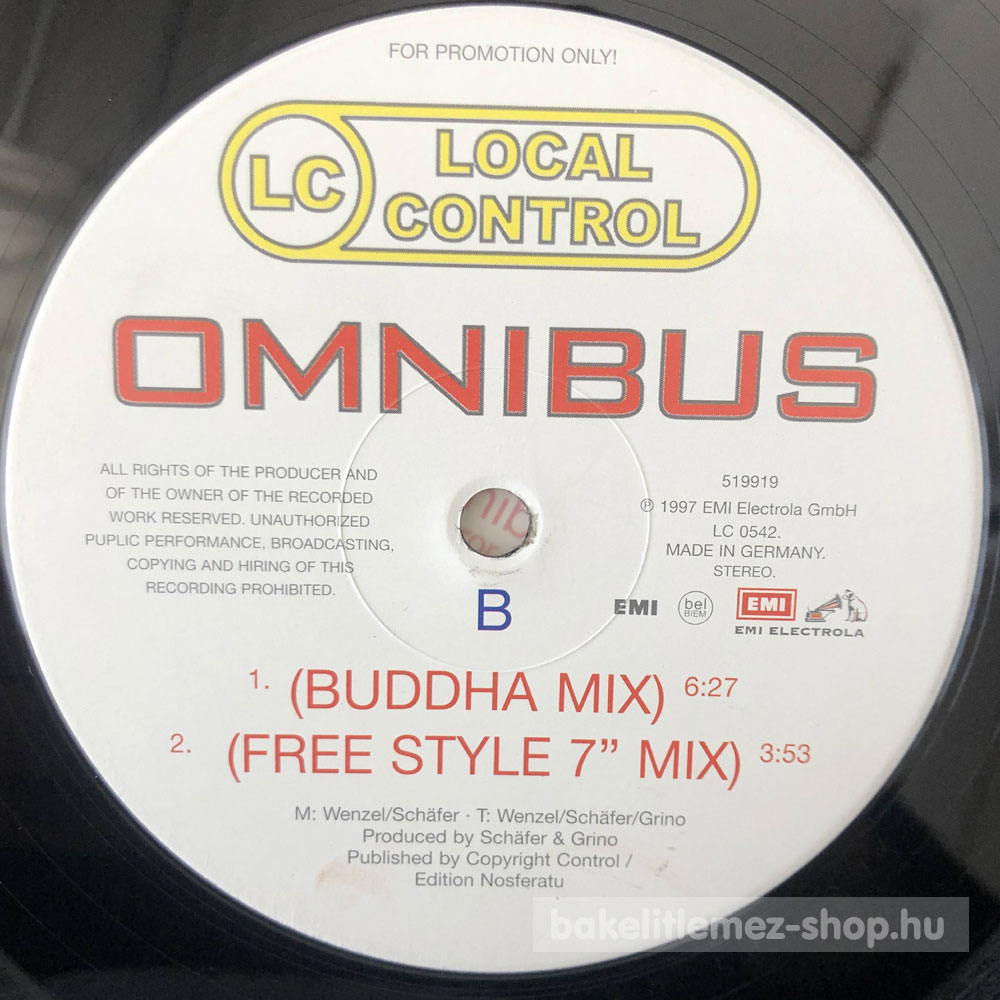 FOR PROMOTION ONLY!
LC
LOCAL
CONTROL
OMNIBUS
ALL RIGHTS OF THE PRODUCER AND
OF THE OWNER OF THE RECORDED
WORK RESERVED. UNAUTHORIZED
PUPLIC PERFORMANCE, BROADCASTING,
COPYING AND HIRING OF THIS
RECORDING PROHIBITED.
519919
℗ 1997 EMI Electrola GmbH
LC 0542.
MADE IN GERMANY.
STEREO.
EMI
bel
BIEM
EMI
EMI ELECTROLA
B
1. (BUDDHA MIX) 6:27
2. (FREE STYLE 7” MIX) 3:53
M: Wenzel/Schäfer · T: Wenzel/Schäfer/Grino
Produced by Schäfer & Grino
Published by Copyright Control /
Edition Nosferatu
bakelitlemez-shop.hu